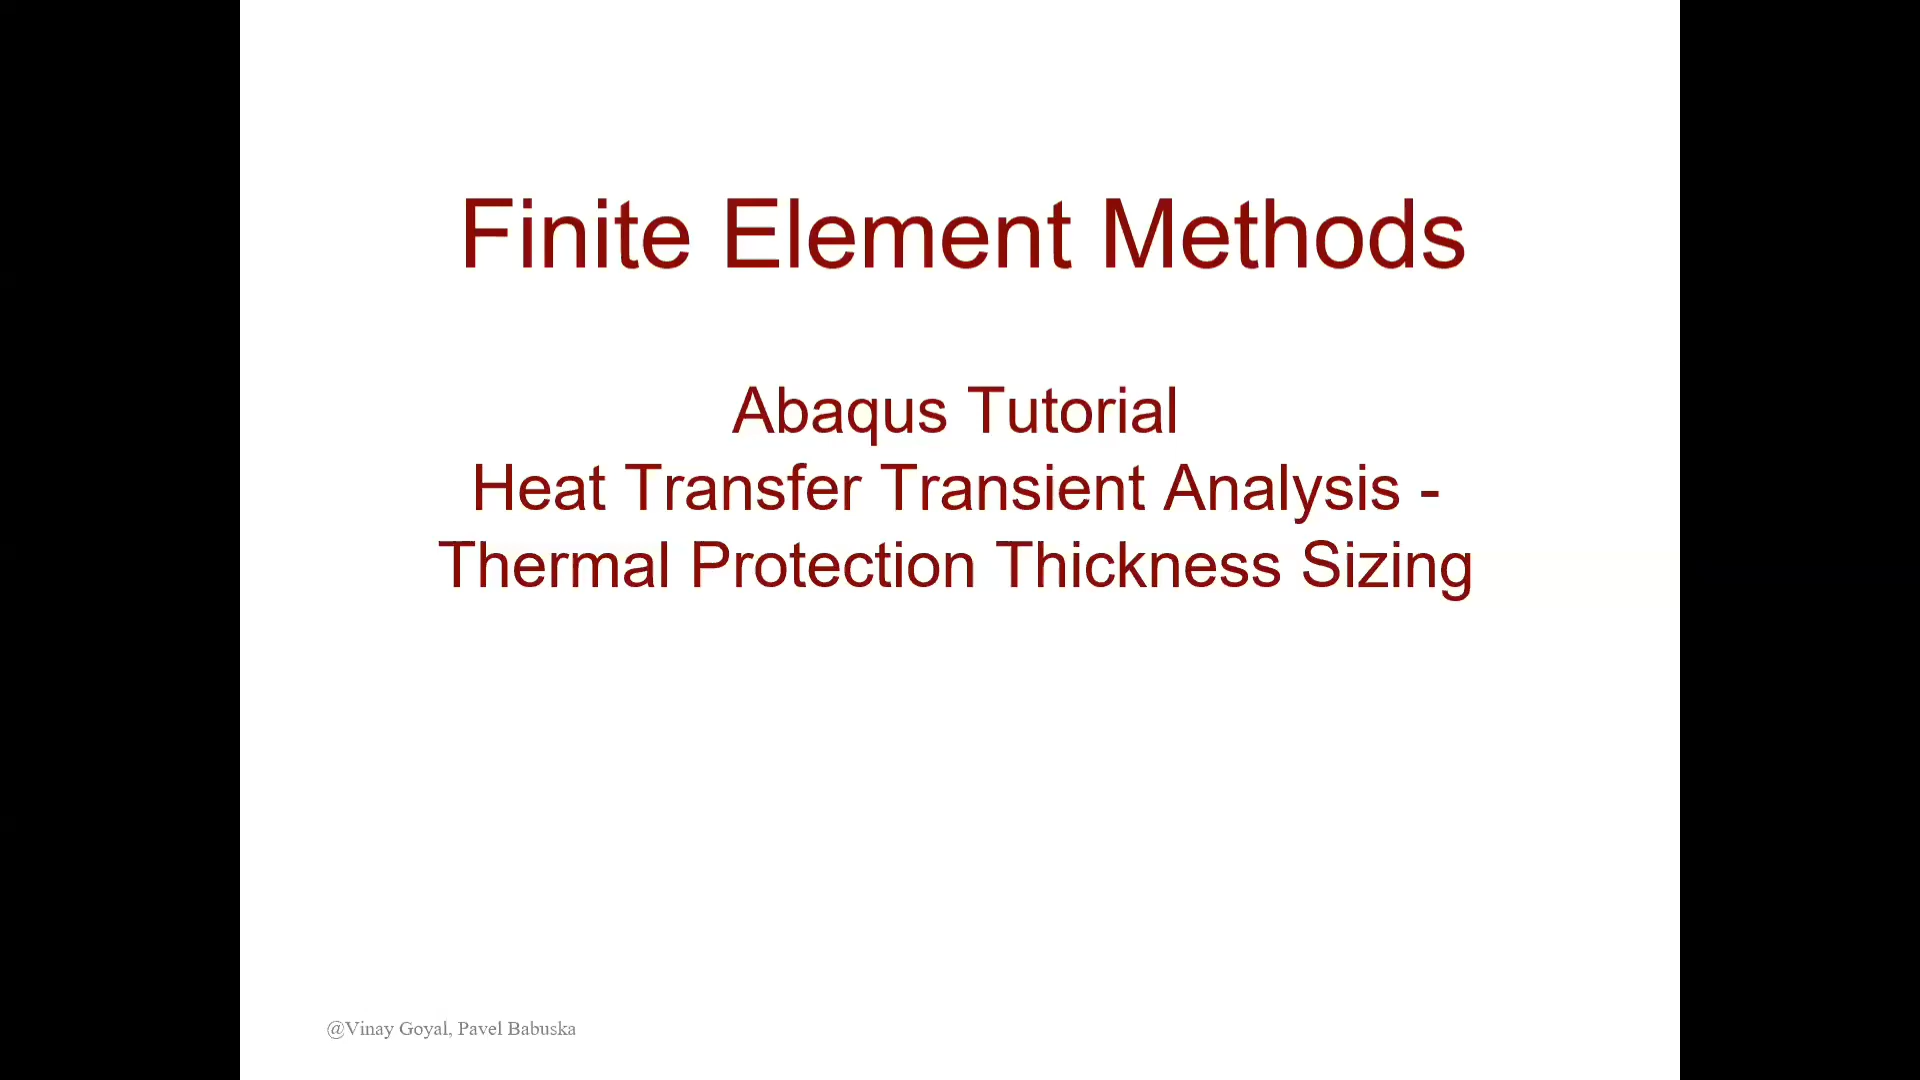 Finite Element Methods
Abaqus Tutorial
Heat Transfer Transient Analysis -
Thermal Protection Thickness Sizing
@Vinay Goyal, Pavel Babuska